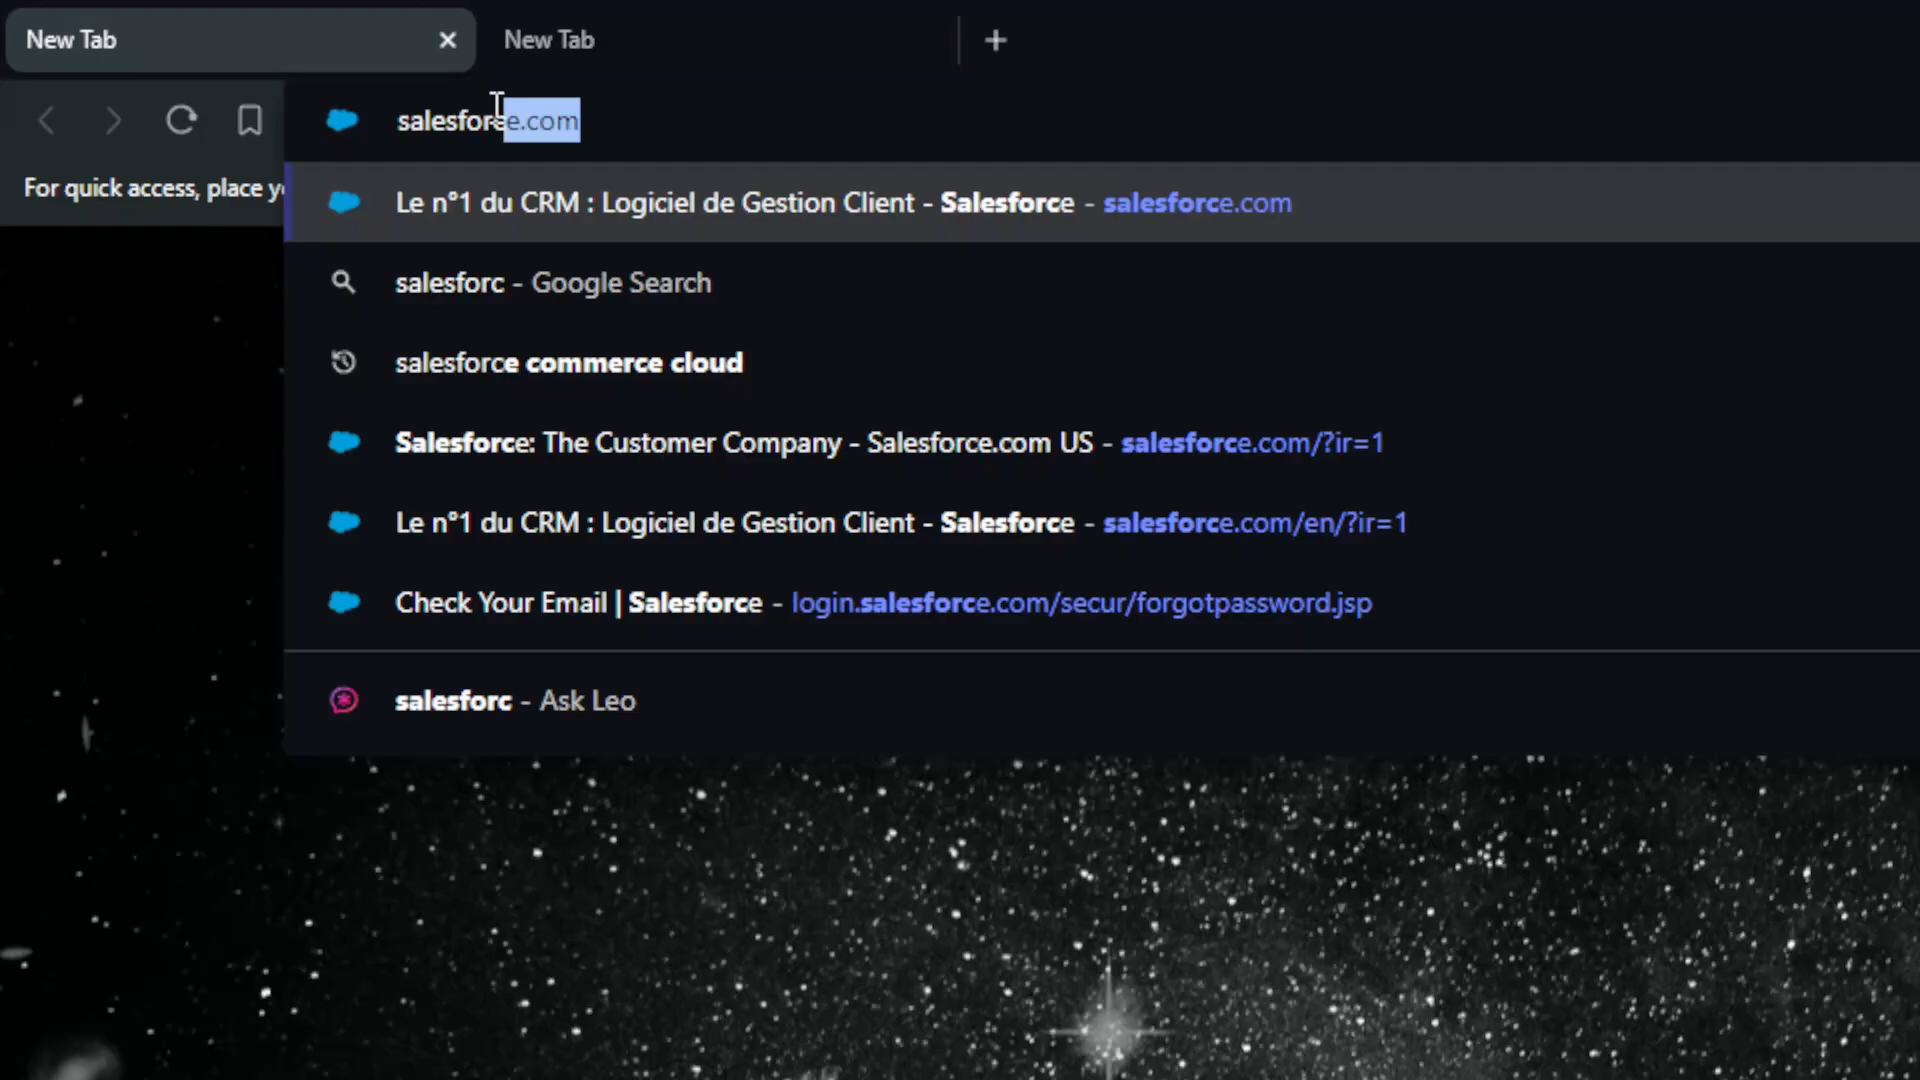 New Tab
New Tab
salesforce.com
For quick access, place y
Le n°1 du CRM : Logiciel de Gestion Client - Salesforce - salesforce.com
salesforc - Google Search
salesforce commerce cloud
Salesforce: The Customer Company - Salesforce.com US - salesforce.com/?ir=1
Le n°1 du CRM : Logiciel de Gestion Client - Salesforce - salesforce.com/en/?ir=1
Check Your Email | Salesforce - login.salesforce.com/secur/forgotpassword.jsp
salesforc - Ask Leo